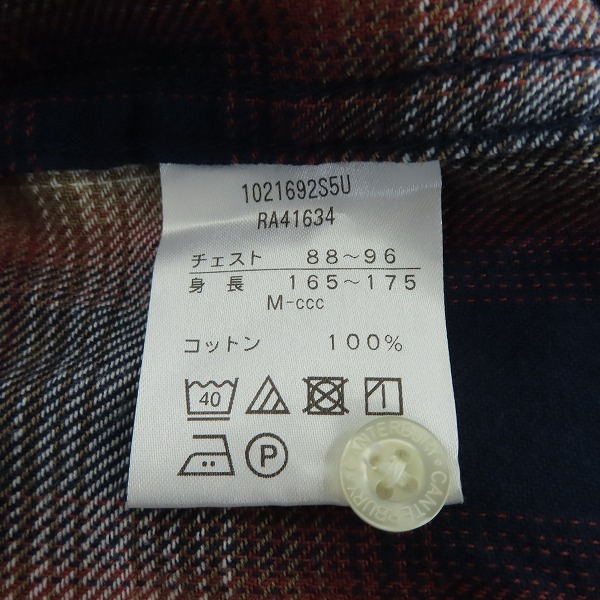 1021692S5U
RA41634
チェスト 88～96
身長 165～175
M-ccc
コットン 100%
40
P
CANTERBURY
CANTERBURY